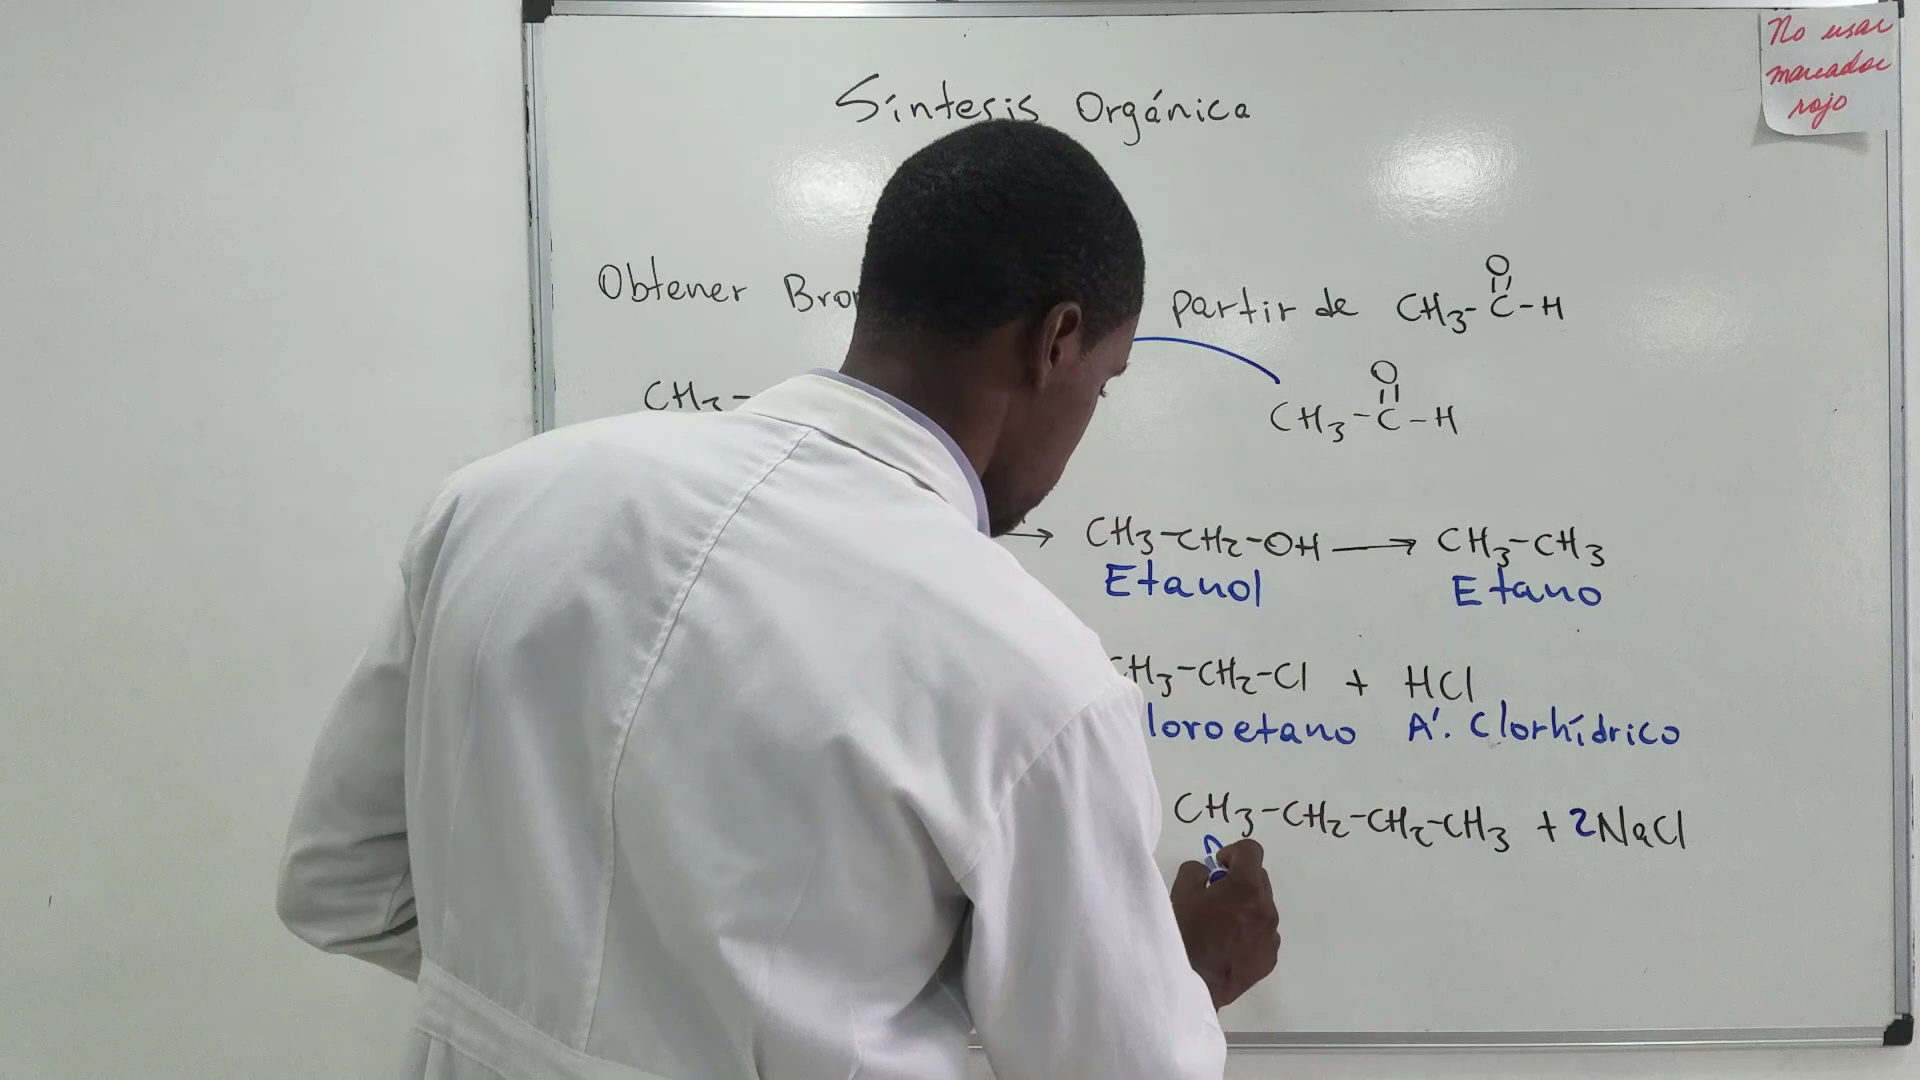 No usar
marcador
rojo
Síntesis Orgánica
Obtener partir de CH3-C-H
O
CH2-
CH3-C-H
O
→ CH3-CH2-OH → CH3-CH3
Etanol Etano
CH3-CH2-Cl + HCl
loroetano A'. Clorhídrico
CH3-CH2-CH2-CH3 + 2NaCl